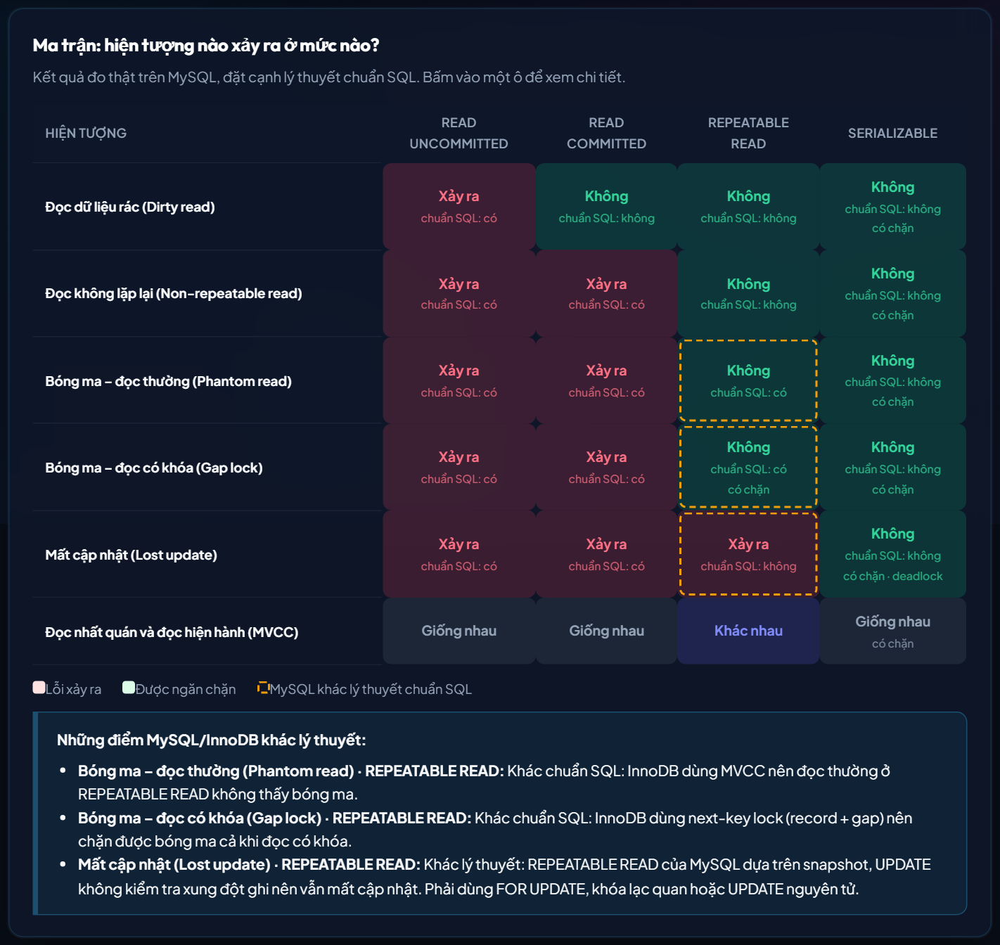 Ma trận: hiện tượng nào xảy ra ở mức nào?
Kết quả đo thật trên MySQL, đặt cạnh lý thuyết chuẩn SQL. Bấm vào một ô để xem chi tiết.
HIỆN TƯỢNG
READ
UNCOMMITTED
READ
COMMITTED
REPEATABLE
READ
SERIALIZABLE
Đọc dữ liệu rác (Dirty read)
Xảy ra
chuẩn SQL: có
Không
chuẩn SQL: không
Không
chuẩn SQL: không
Không
chuẩn SQL: không
có chặn
Đọc không lặp lại (Non-repeatable read)
Xảy ra
chuẩn SQL: có
Xảy ra
chuẩn SQL: có
Không
chuẩn SQL: không
Không
chuẩn SQL: không
có chặn
Bóng ma – đọc thường (Phantom read)
Xảy ra
chuẩn SQL: có
Xảy ra
chuẩn SQL: có
Không
chuẩn SQL: có
Không
chuẩn SQL: không
có chặn
Bóng ma – đọc có khóa (Gap lock)
Xảy ra
chuẩn SQL: có
Xảy ra
chuẩn SQL: có
Không
chuẩn SQL: có
có chặn
Không
chuẩn SQL: không
có chặn
Mất cập nhật (Lost update)
Xảy ra
chuẩn SQL: có
Xảy ra
chuẩn SQL: có
Xảy ra
chuẩn SQL: không
Không
chuẩn SQL: không
có chặn · deadlock
Đọc nhất quán và đọc hiện hành (MVCC)
Giống nhau
Giống nhau
Khác nhau
Giống nhau
có chặn
Lỗi xảy ra
Được ngăn chặn
MySQL khác lý thuyết chuẩn SQL
Những điểm MySQL/InnoDB khác lý thuyết:
• Bóng ma – đọc thường (Phantom read) · REPEATABLE READ: Khác chuẩn SQL: InnoDB dùng MVCC nên đọc thường ở
REPEATABLE READ không thấy bóng ma.
• Bóng ma – đọc có khóa (Gap lock) · REPEATABLE READ: Khác chuẩn SQL: InnoDB dùng next-key lock (record + gap) nên
chặn được bóng ma cả khi đọc có khóa.
• Mất cập nhật (Lost update) · REPEATABLE READ: Khác lý thuyết: REPEATABLE READ của MySQL dựa trên snapshot, UPDATE
không kiểm tra xung đột ghi nên vẫn mất cập nhật. Phải dùng FOR UPDATE, khóa lạc quan hoặc UPDATE nguyên tử.